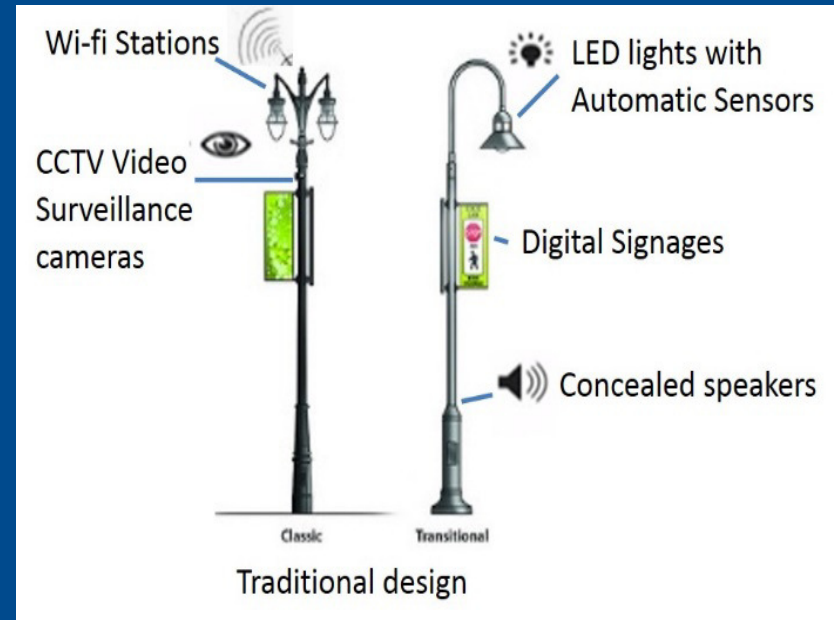 Wi-fi Stations
CCTV Video
Surveillance
cameras
LED lights with
Automatic Sensors
Digital Signages
Concealed speakers
Classic
Transitional
Traditional design